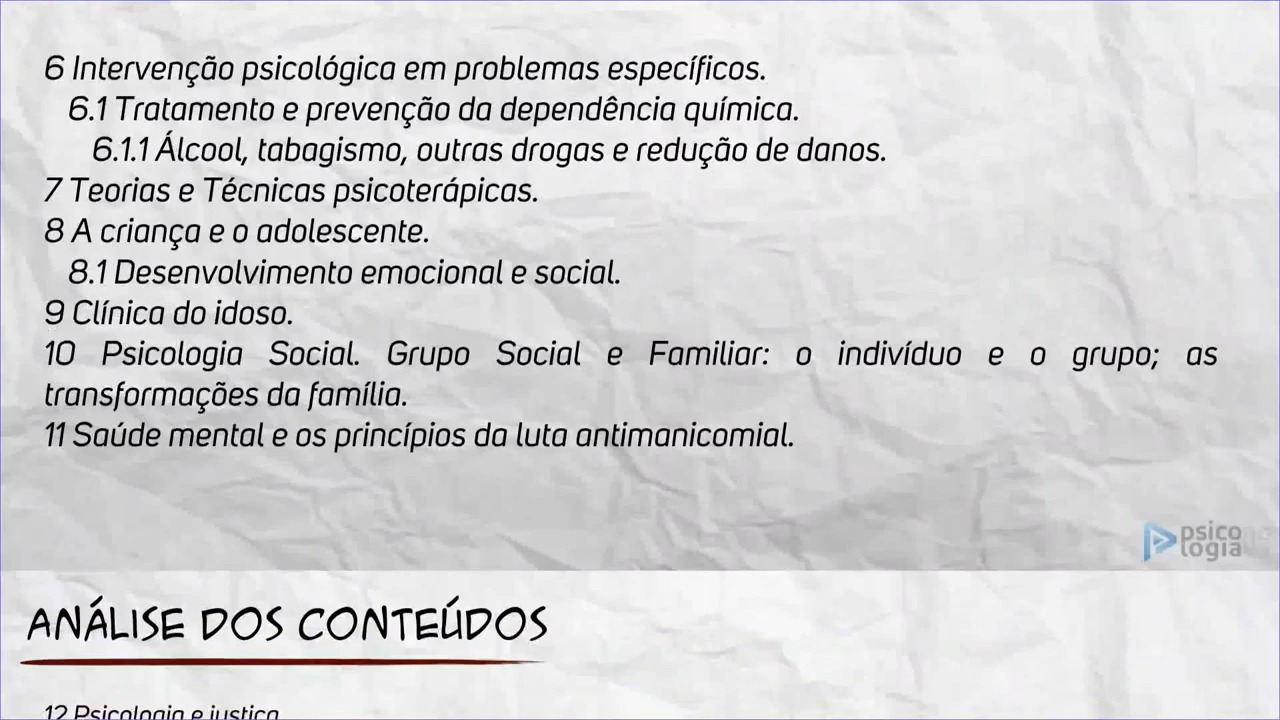 6 Intervenção psicológica em problemas específicos.
6.1 Tratamento e prevenção da dependência química.
6.1.1 Álcool, tabagismo, outras drogas e redução de danos.
7 Teorias e Técnicas psicoterápicas.
8 A criança e o adolescente.
8.1 Desenvolvimento emocional e social.
9 Clínica do idoso.
10 Psicologia Social. Grupo Social e Familiar: o indivíduo e o grupo; as
transformações da família.
11 Saúde mental e os princípios da luta antimanicomial.
psico
logia
ANÁLISE DOS CONTEÚDOS
12 Psicologia e justiça